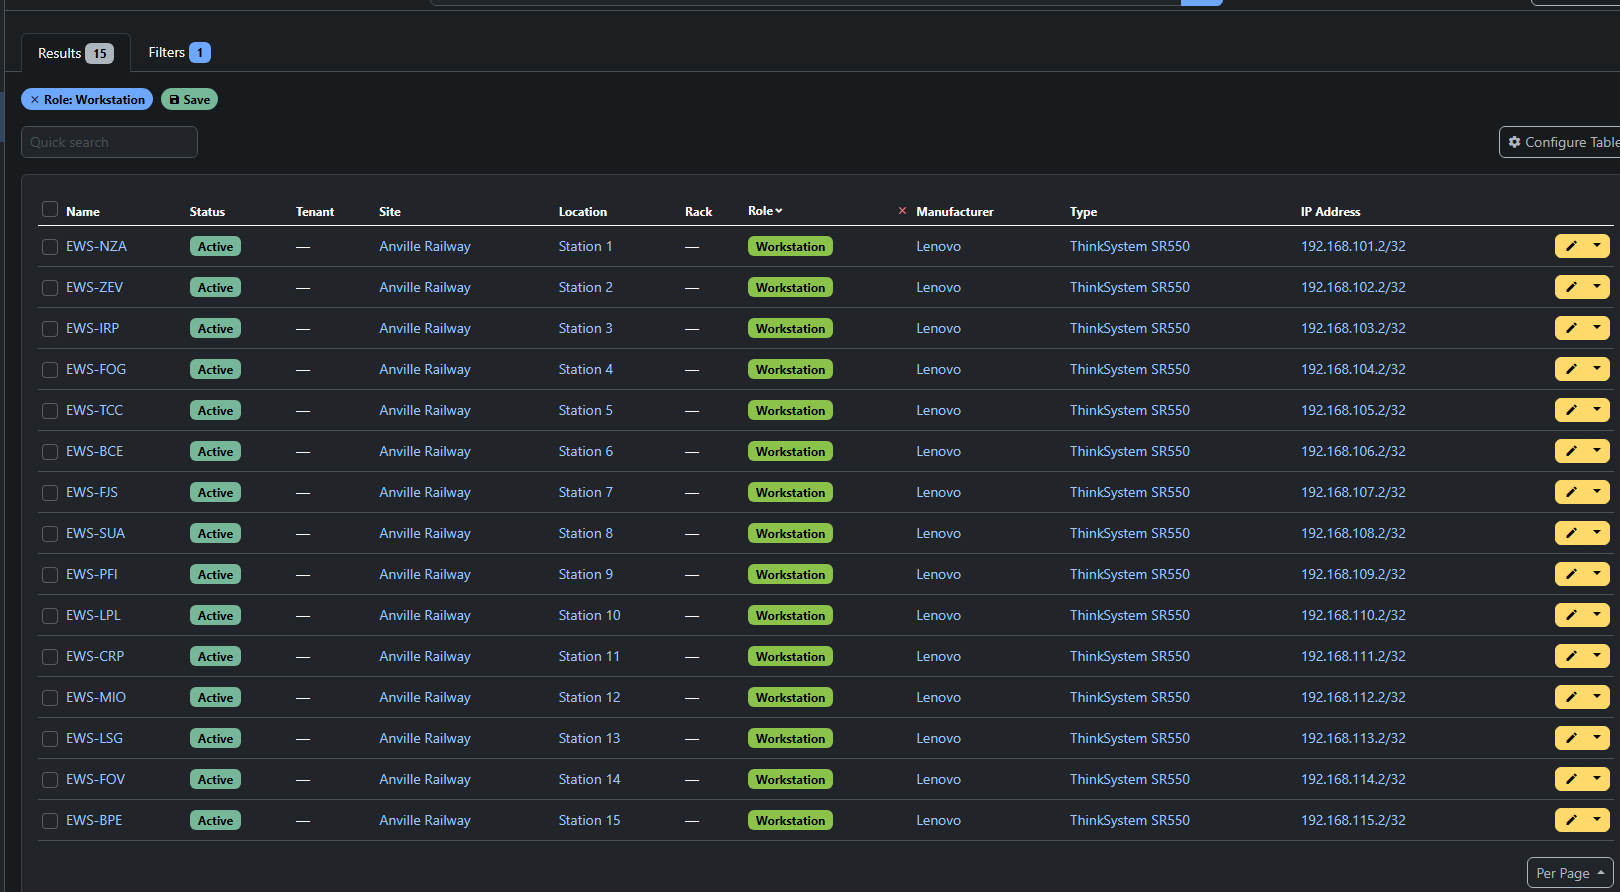 Results 15 Filters 1
× Role: Workstation Save
Quick search
Configure Table
Name Status Tenant Site Location Rack Role × Manufacturer Type IP Address
EWS-NZA Active — Anville Railway Station 1 — Workstation Lenovo ThinkSystem SR550 192.168.101.2/32
EWS-ZEV Active — Anville Railway Station 2 — Workstation Lenovo ThinkSystem SR550 192.168.102.2/32
EWS-IRP Active — Anville Railway Station 3 — Workstation Lenovo ThinkSystem SR550 192.168.103.2/32
EWS-FOG Active — Anville Railway Station 4 — Workstation Lenovo ThinkSystem SR550 192.168.104.2/32
EWS-TCC Active — Anville Railway Station 5 — Workstation Lenovo ThinkSystem SR550 192.168.105.2/32
EWS-BCE Active — Anville Railway Station 6 — Workstation Lenovo ThinkSystem SR550 192.168.106.2/32
EWS-FJS Active — Anville Railway Station 7 — Workstation Lenovo ThinkSystem SR550 192.168.107.2/32
EWS-SUA Active — Anville Railway Station 8 — Workstation Lenovo ThinkSystem SR550 192.168.108.2/32
EWS-PFI Active — Anville Railway Station 9 — Workstation Lenovo ThinkSystem SR550 192.168.109.2/32
EWS-LPL Active — Anville Railway Station 10 — Workstation Lenovo ThinkSystem SR550 192.168.110.2/32
EWS-CRP Active — Anville Railway Station 11 — Workstation Lenovo ThinkSystem SR550 192.168.111.2/32
EWS-MIO Active — Anville Railway Station 12 — Workstation Lenovo ThinkSystem SR550 192.168.112.2/32
EWS-LSG Active — Anville Railway Station 13 — Workstation Lenovo ThinkSystem SR550 192.168.113.2/32
EWS-FOV Active — Anville Railway Station 14 — Workstation Lenovo ThinkSystem SR550 192.168.114.2/32
EWS-BPE Active — Anville Railway Station 15 — Workstation Lenovo ThinkSystem SR550 192.168.115.2/32
Per Page